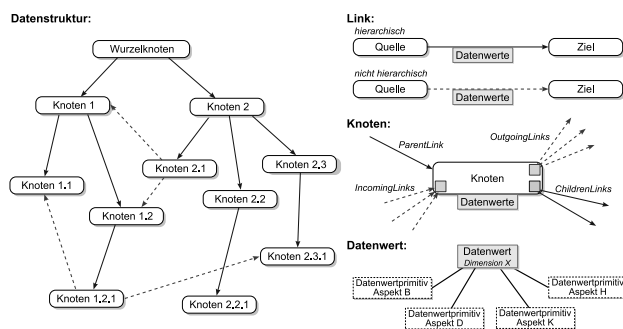 Datenstruktur:
Wurzelknoten
Knoten 1
Knoten 2
Knoten 2.1
Knoten 2.3
Knoten 1.1
Knoten 2.2
Knoten 1.2
Knoten 2.3.1
Knoten 1.2.1
Knoten 2.2.1
Link:
hierarchisch
Quelle
Datenwerte
Ziel
nicht hierarchisch
Quelle
Datenwerte
Ziel
Knoten:
OutgoingLinks
ParentLink
Knoten
IncomingLinks
ChildrenLinks
Datenwerte
Datenwert:
Datenwert
Dimension X
Datenwertprimitiv
Aspekt B
Datenwertprimitiv
Aspekt H
Datenwertprimitiv
Aspekt D
Datenwertprimitiv
Aspekt K